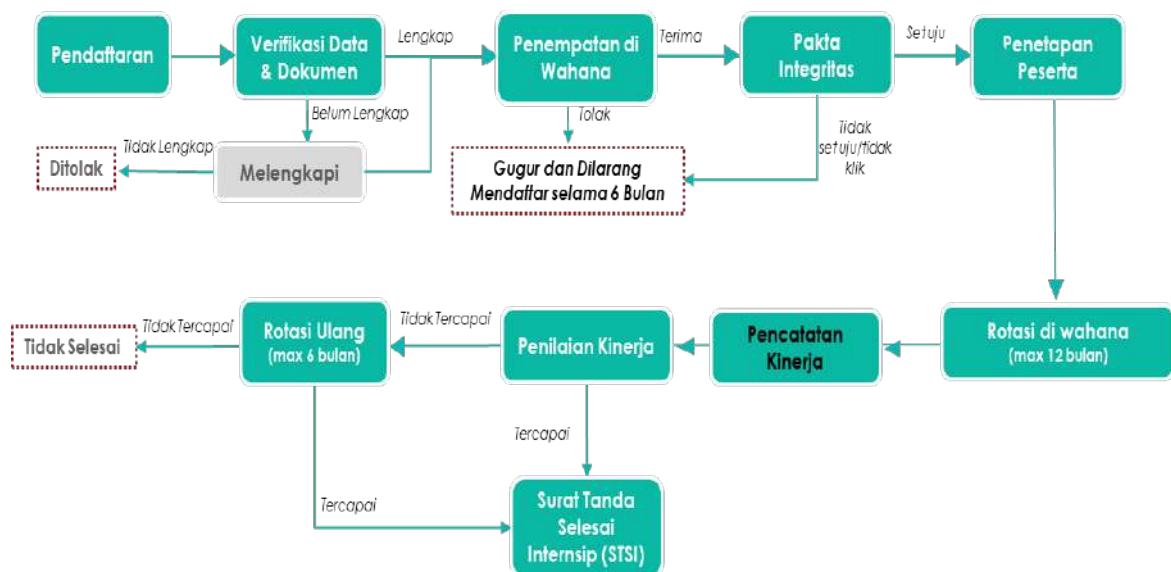 Pendaftaran
Verifikasi Data
& Dokumen
Lengkap
Penempatan di
Wahana
Terima
Pakta
Integritas
Setuju
Penetapan
Peserta
Belum Lengkap
Tolak
Tidak
setuju/tidak
klik
Ditolak
Tidak Lengkap
Melengkapi
Gugur dan Dilarang
Mendaftar selama 6 Bulan
Tidak Selesai
Tidak Tercapai
Rotasi Ulang
(max 6 bulan)
Tidak Tercapai
Penilaian Kinerja
Pencatatan
Kinerja
Rotasi di wahana
(max 12 bulan)
Tercapai
Tercapai
Surat Tanda
Selesai
Internsip (STSI)